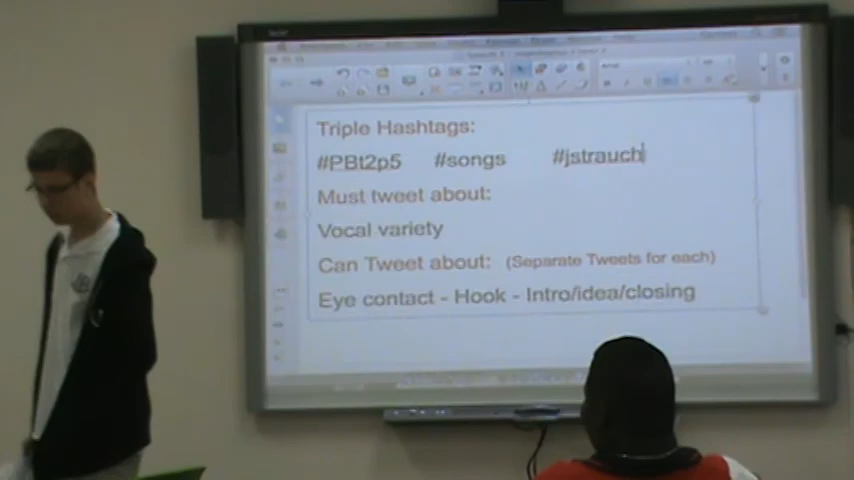 Triple Hashtags:
#PBt2p5 #songs #jstrauch
Must tweet about:
Vocal variety
Can Tweet about: (Separate Tweets for each)
Eye contact - Hook - Intro/idea/closing